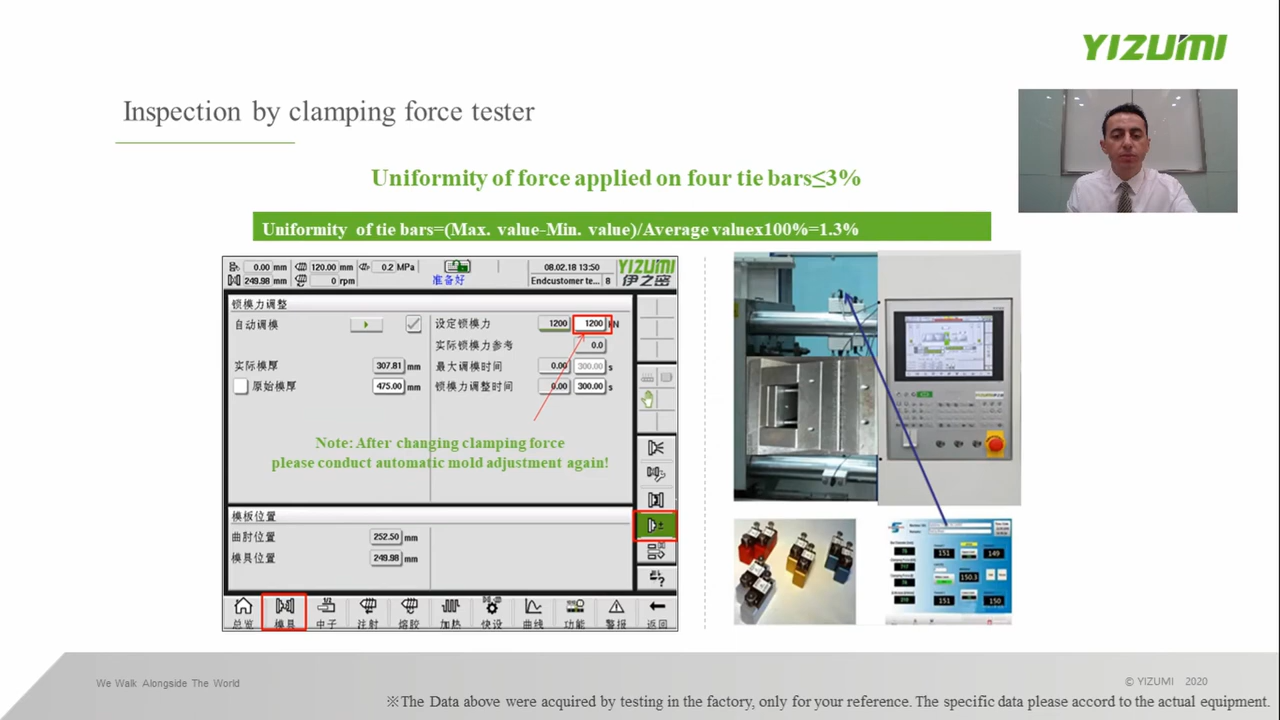 YIZUMI
Inspection by clamping force tester
Uniformity of force applied on four tie bars≤3%
Uniformity of tie bars=(Max. value-Min. value)/Average valuex100%=1.3%
0.00 mm 120.00 mm 0.2 MPa 08.02.18 13:50 YIZUMI
249.98 mm 0 rpm 准备好 Endcustomer te... 8 伊之密
锁模力调整
自动调模 设定锁模力 1200 1200 kN
实际锁模力参考 0.0
实际模厚 307.81 mm 最大调模时间 0.00 300.00 s
原始模厚 475.00 mm 锁模力调整时间 0.00 300.00 s
Note: After changing clamping force
please conduct automatic mold adjustment again!
模板位置
曲肘位置 252.50 mm
模具位置 249.98 mm
总览 模具 中子 注射 熔胶 加热 快设 曲线 功能 警报 返回
151 149
150.3
151 150
We Walk Alongside The World
© YIZUMI 2020
※The Data above were acquired by testing in the factory, only for your reference. The specific data please accord to the actual equipment.